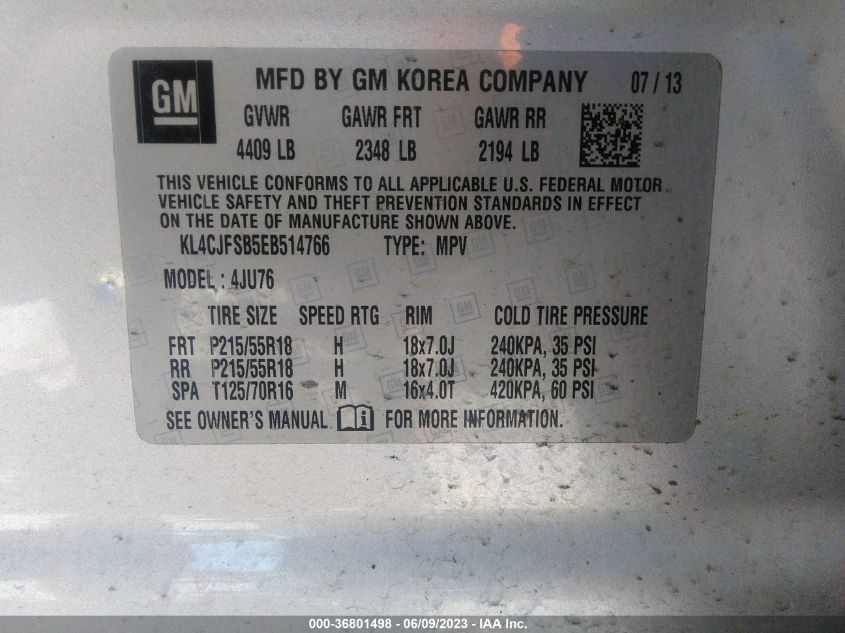 GM MFD BY GM KOREA COMPANY 07 / 13
GVWR GAWR FRT GAWR RR
4409 LB 2348 LB 2194 LB
THIS VEHICLE CONFORMS TO ALL APPLICABLE U.S. FEDERAL MOTOR
VEHICLE SAFETY AND THEFT PREVENTION STANDARDS IN EFFECT
ON THE DATE OF MANUFACTURE SHOWN ABOVE.
KL4CJFSB5EB514766 TYPE: MPV
MODEL : 4JU76
TIRE SIZE SPEED RTG RIM COLD TIRE PRESSURE
FRT P215/55R18 H 18x7.0J 240KPA, 35 PSI
RR P215/55R18 H 18x7.0J 240KPA, 35 PSI
SPA T125/70R16 M 16x4.0T 420KPA, 60 PSI
SEE OWNER'S MANUAL i FOR MORE INFORMATION.
000-36801498 - 06/09/2023 - IAA Inc.